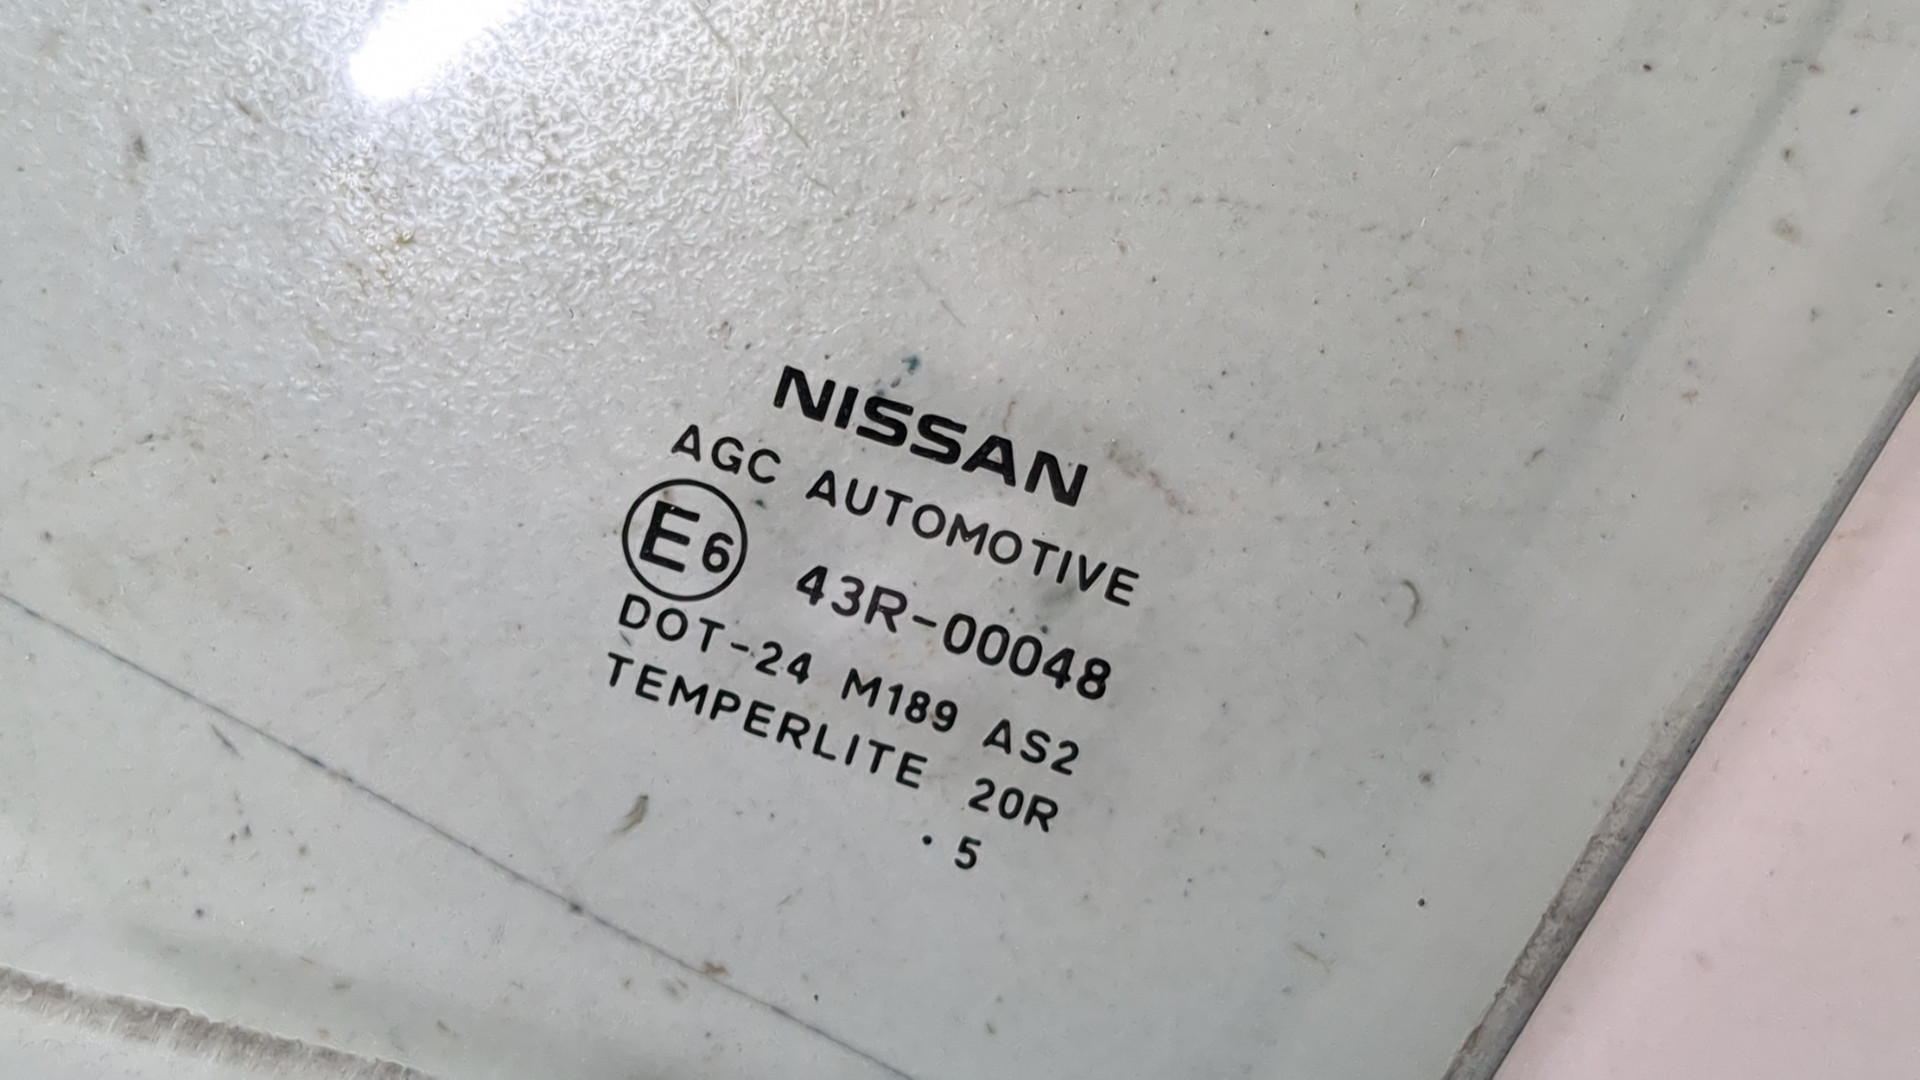 NISSAN
AGC AUTOMOTIVE
E6 43R-00048
DOT-24 M189 AS2
TEMPERLITE 20R
. 5